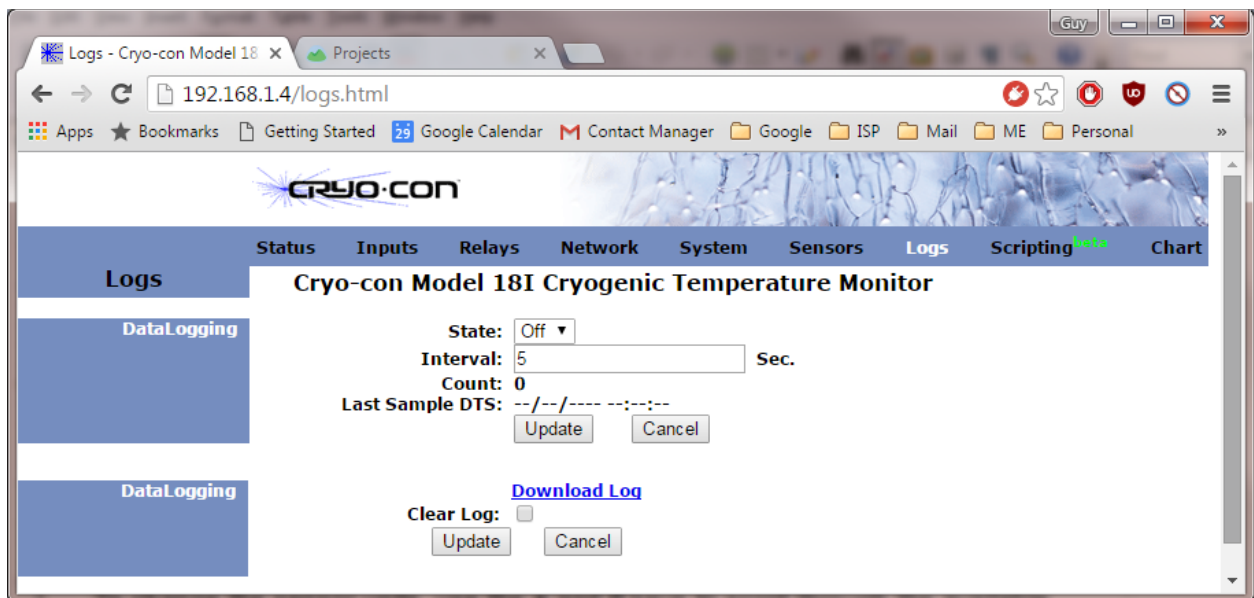 Guy
Logs - Cryo-con Model 18 Projects
192.168.1.4/logs.html
Apps Bookmarks Getting Started 29 Google Calendar Contact Manager Google ISP Mail ME Personal »
CRYO·CON
Status Inputs Relays Network System Sensors Logs Scripting beta Chart
Logs
Cryo-con Model 18I Cryogenic Temperature Monitor
DataLogging
State: Off
Interval: 5 Sec.
Count: 0
Last Sample DTS: --/--/---- --:--:--
Update Cancel
DataLogging
Download Log
Clear Log:
Update Cancel